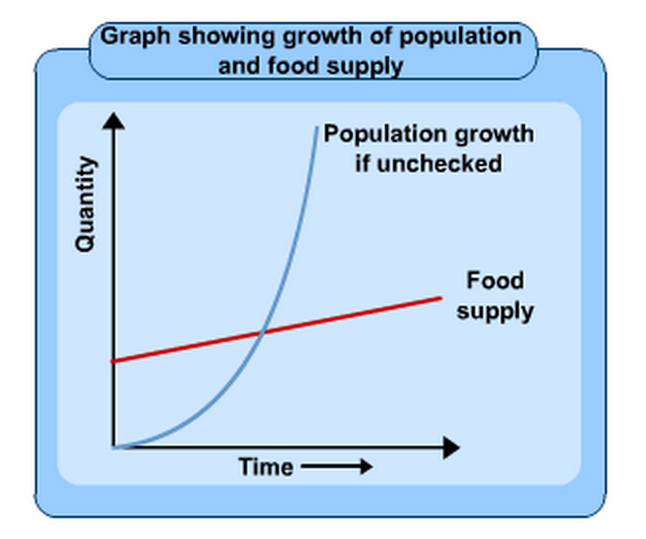 Graph showing growth of population
and food supply
Population growth
if unchecked
Quantity
Food
supply
Time